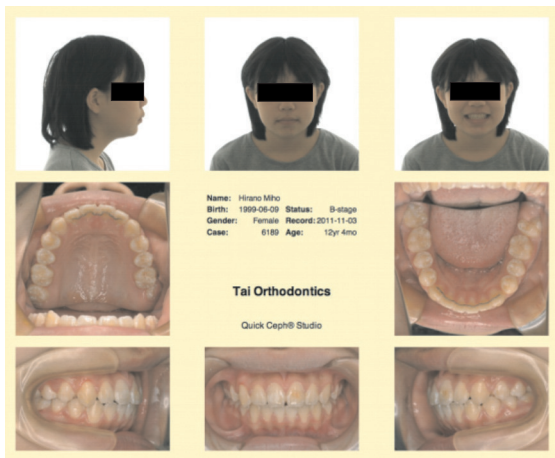 Name: Hirano Miho
Birth: 1999-06-09 Status: B-stage
Gender: Female Record: 2011-11-03
Case: 6189 Age: 12yr 4mo
Tai Orthodontics
Quick Ceph® Studio